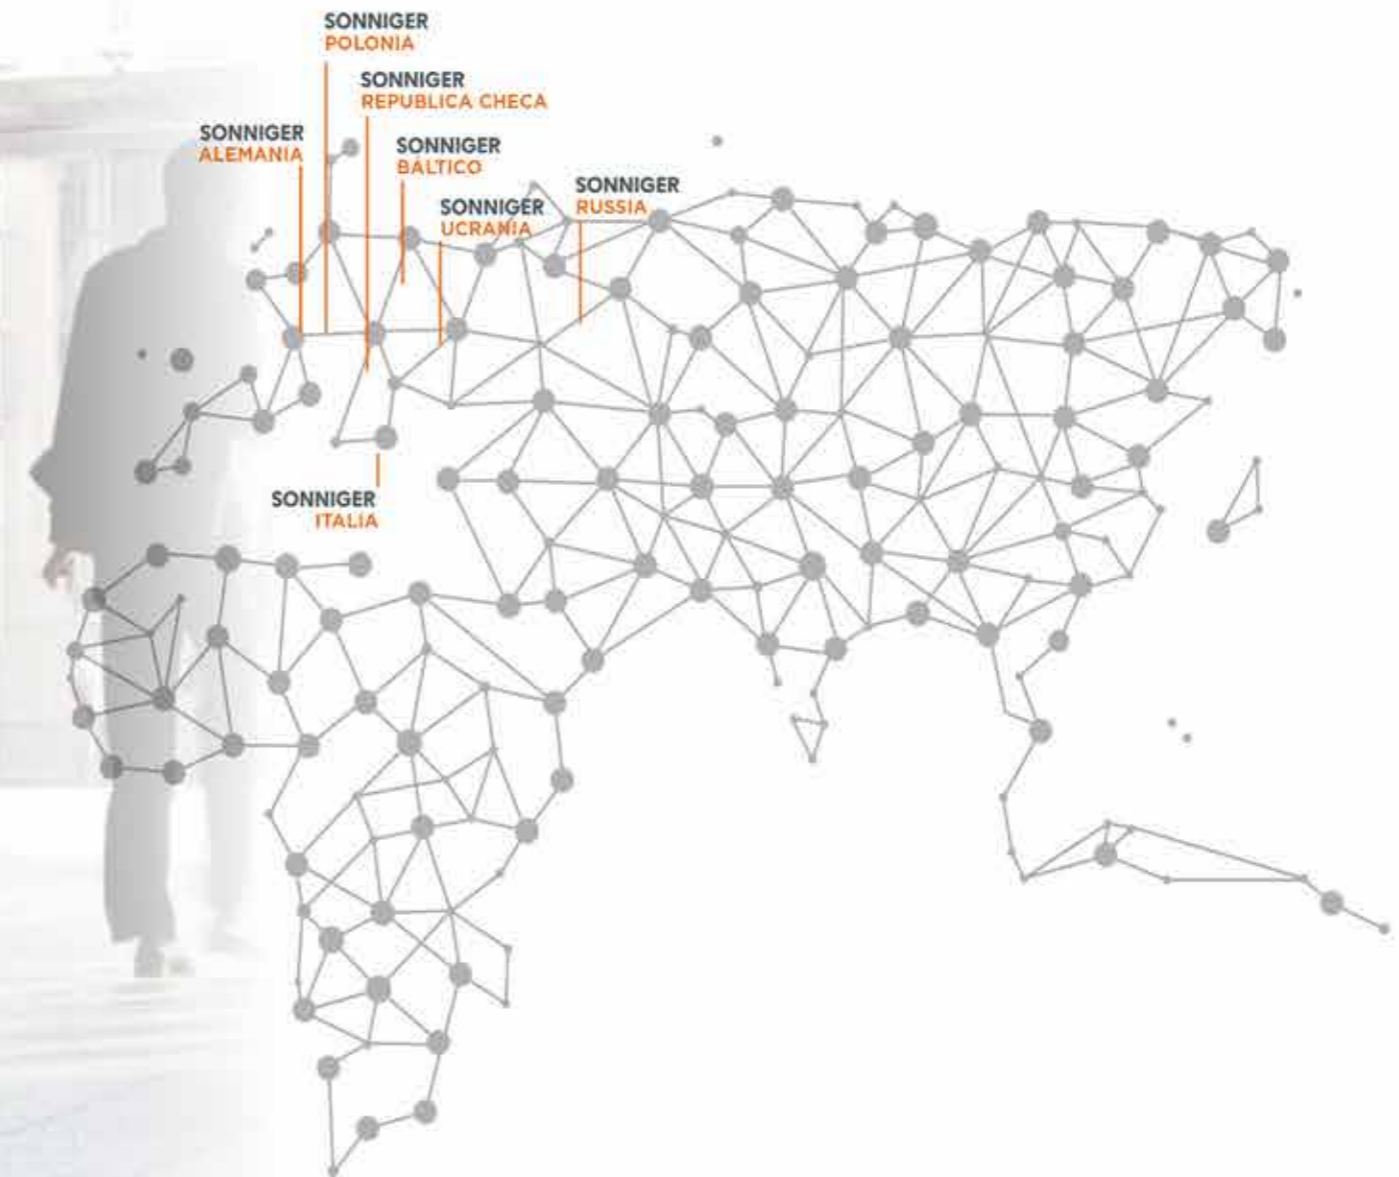 SONNIGER
POLONIA
SONNIGER
REPUBLICA CHECA
SONNIGER
ALEMANIA
SONNIGER
BÁLTICO
SONNIGER
RUSSIA
SONNIGER
UCRANIA
SONNIGER
ITALIA